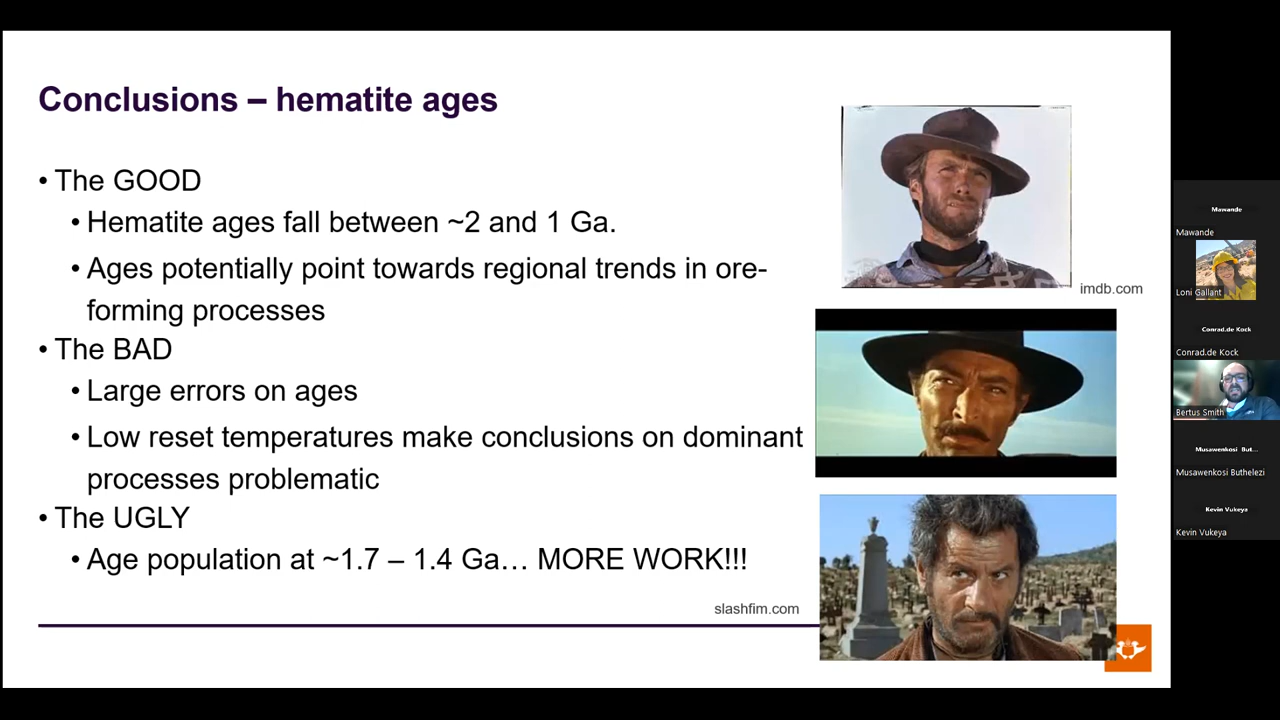 Conclusions – hematite ages
• The GOOD
• Hematite ages fall between ~2 and 1 Ga.
• Ages potentially point towards regional trends in ore-
forming processes
• The BAD
• Large errors on ages
• Low reset temperatures make conclusions on dominant
processes problematic
• The UGLY
• Age population at ~1.7 – 1.4 Ga… MORE WORK!!!
imdb.com
slashfim.com
Mawande
Mawande
Loni Gallant
Conrad.de Kock
Conrad.de Kock
Bertus Smith
Musawenkosi But...
Musawenkosi Buthelezi
Kevin Vukeya
Kevin Vukeya